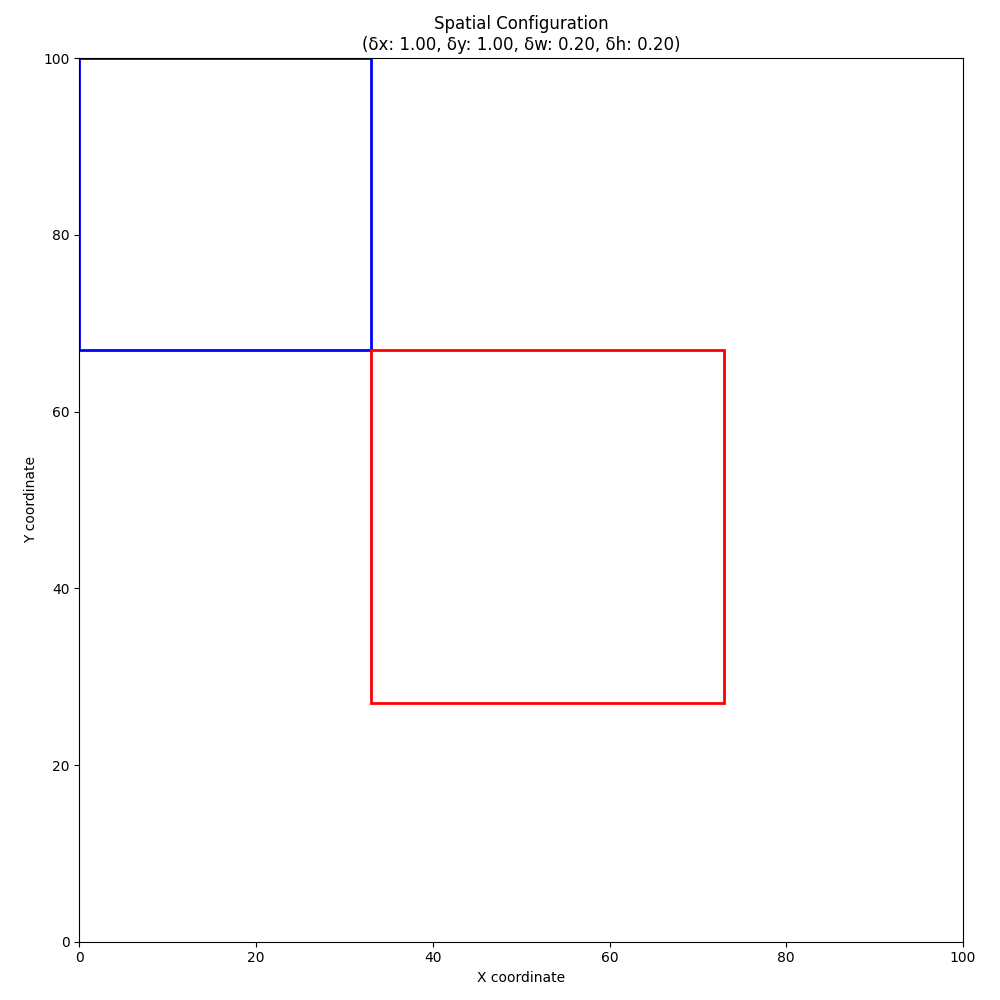 Spatial Configuration
(δx: 1.00, δy: 1.00, δw: 0.20, δh: 0.20)
100
80
60
40
20
0
Y coordinate
0 20 40 60 80 100
X coordinate